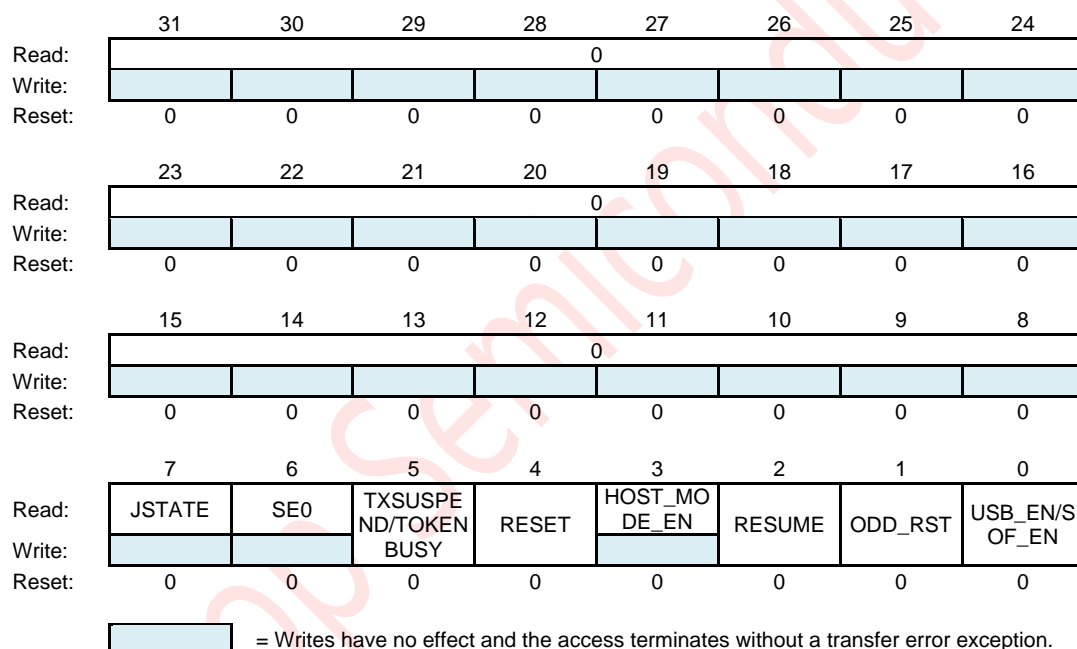 31 30 29 28 27 26 25 24
Read: 0
Write:
Reset: 0 0 0 0 0 0 0 0
23 22 21 20 19 18 17 16
Read: 0
Write:
Reset: 0 0 0 0 0 0 0 0
15 14 13 12 11 10 9 8
Read: 0
Write:
Reset: 0 0 0 0 0 0 0 0
7 6 5 4 3 2 1 0
Read: JSTATE SE0 TXSUSPE HOST_MO
ND/TOKEN RESET DE_EN RESUME ODD_RST USB_EN/S
Write: BUSY OF_EN
Reset: 0 0 0 0 0 0 0 0
= Writes have no effect and the access terminates without a transfer error exception.
p Semicondu